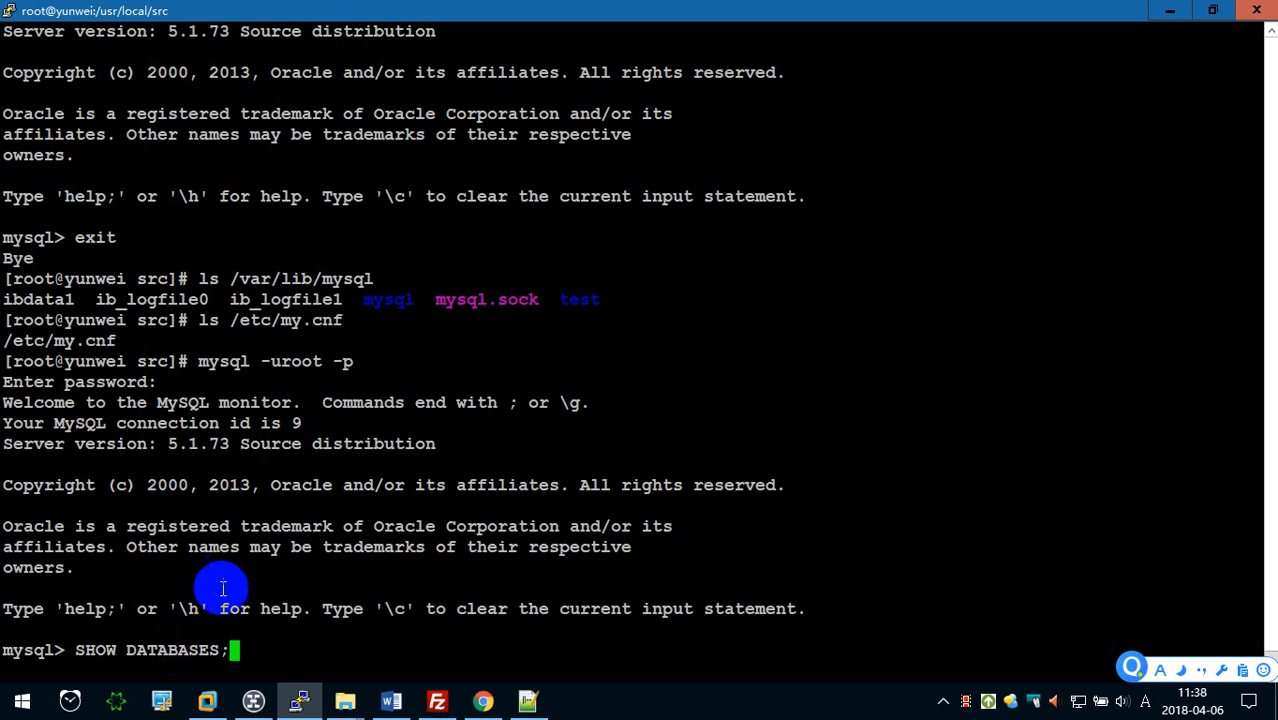 root@yunwei:/usr/local/src
Server version: 5.1.73 Source distribution
Copyright (c) 2000, 2013, Oracle and/or its affiliates. All rights reserved.
Oracle is a registered trademark of Oracle Corporation and/or its
affiliates. Other names may be trademarks of their respective
owners.
Type 'help;' or '\h' for help. Type '\c' to clear the current input statement.
mysql> exit
Bye
[root@yunwei src]# ls /var/lib/mysql
ibdata1  ib_logfile0  ib_logfile1  mysql  mysql.sock  test
[root@yunwei src]# ls /etc/my.cnf
/etc/my.cnf
[root@yunwei src]# mysql -uroot -p
Enter password:
Welcome to the MySQL monitor.  Commands end with ; or \g.
Your MySQL connection id is 9
Server version: 5.1.73 Source distribution
Copyright (c) 2000, 2013, Oracle and/or its affiliates. All rights reserved.
Oracle is a registered trademark of Oracle Corporation and/or its
affiliates. Other names may be trademarks of their respective
owners.
Type 'help;' or '\h' for help. Type '\c' to clear the current input statement.
mysql> SHOW DATABASES;
A
A
11:38
2018-04-06